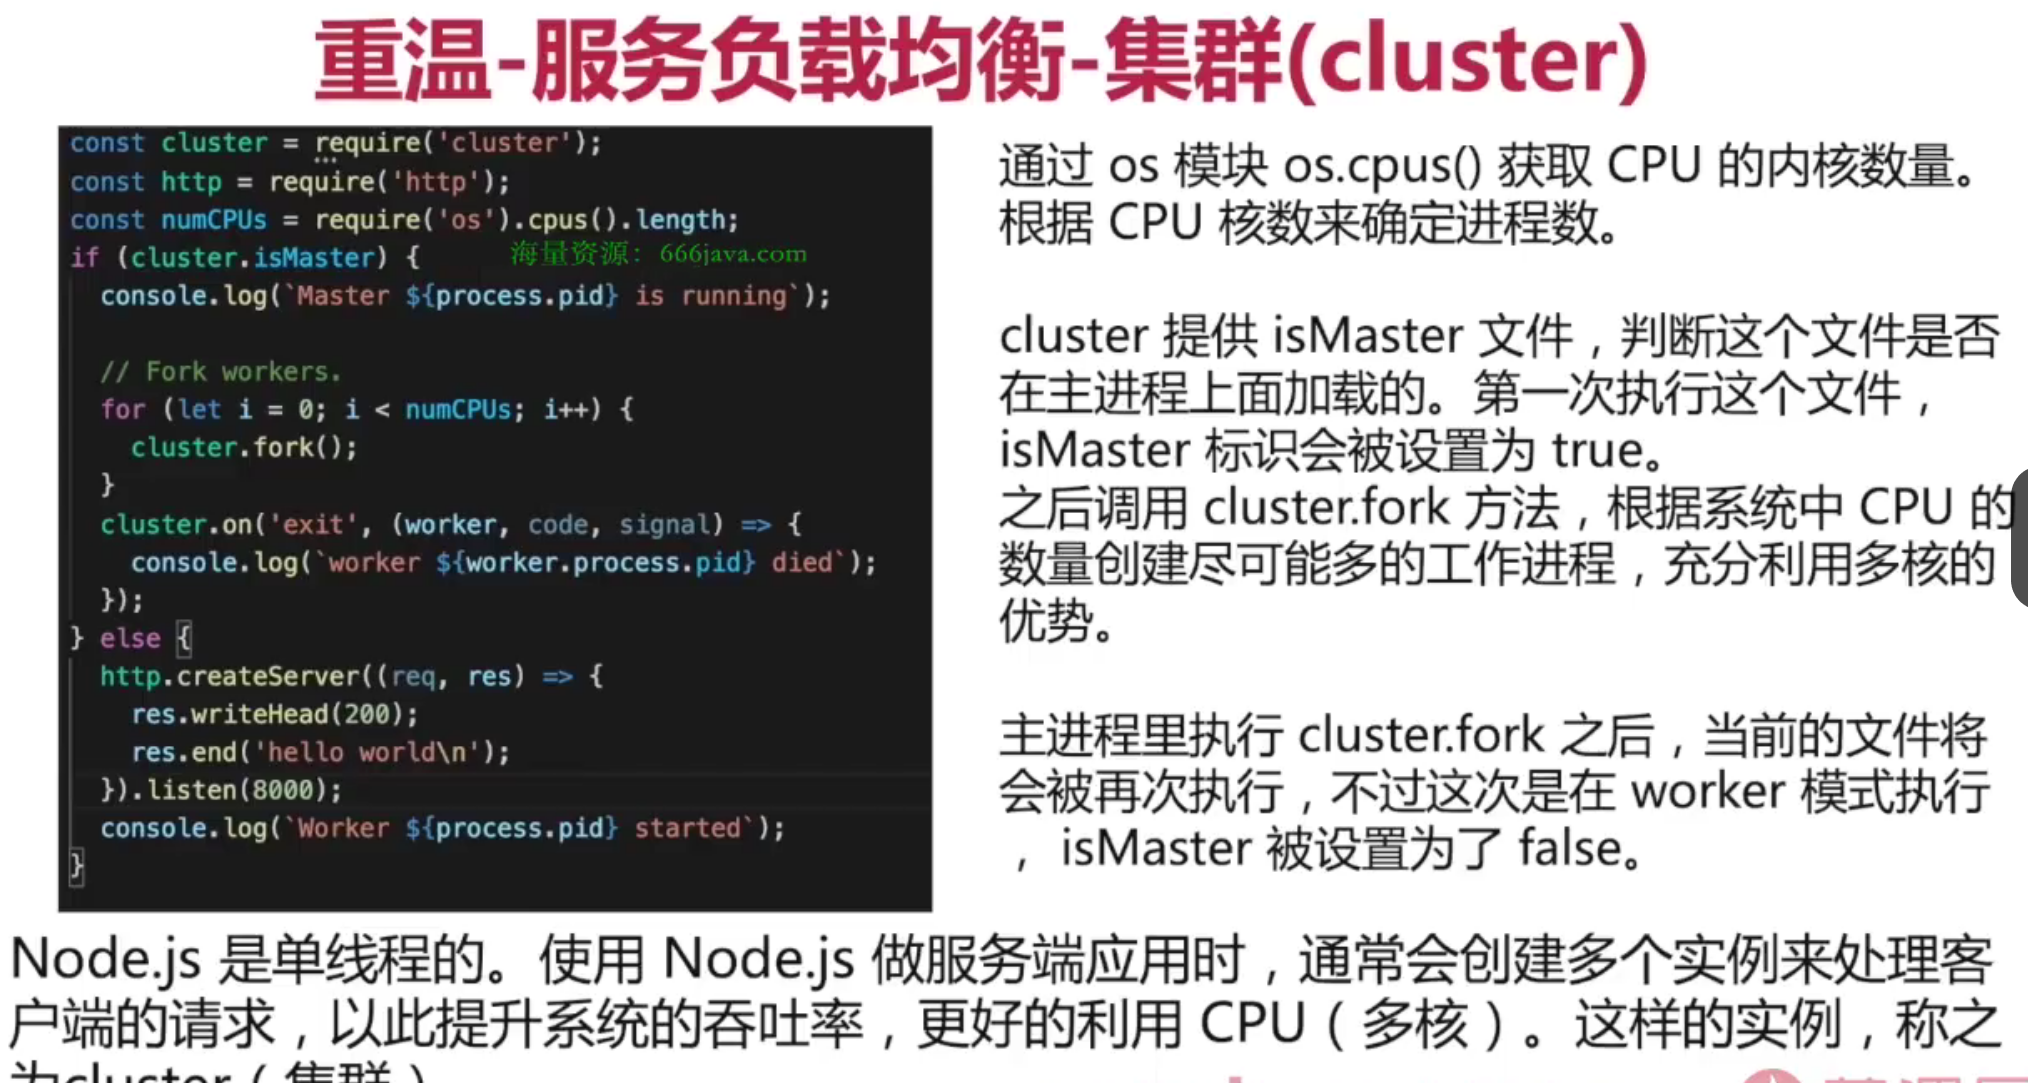 重温-服务负载均衡-集群(cluster)
const cluster = require('cluster');
const http = require('http');
const numCPUs = require('os').cpus().length;
if (cluster.isMaster) {
海量资源：666java.com
console.log(`Master ${process.pid} is running`);
// Fork workers.
for (let i = 0; i < numCPUs; i++) {
cluster.fork();
}
cluster.on('exit', (worker, code, signal) => {
console.log(`worker ${worker.process.pid} died`);
});
} else {
http.createServer((req, res) => {
res.writeHead(200);
res.end('hello world\n');
}).listen(8000);
console.log(`Worker ${process.pid} started`);
}
通过 os 模块 os.cpus() 获取 CPU 的内核数量。
根据 CPU 核数来确定进程数。
cluster 提供 isMaster 文件，判断这个文件是否
在主进程上面加载的。第一次执行这个文件，
isMaster 标识会被设置为 true。
之后调用 cluster.fork 方法，根据系统中 CPU 的
数量创建尽可能多的工作进程，充分利用多核的
优势。
主进程里执行 cluster.fork 之后，当前的文件将
会被再次执行，不过这次是在 worker 模式执行
， isMaster 被设置为了 false。
Node.js 是单线程的。使用 Node.js 做服务端应用时，通常会创建多个实例来处理客
户端的请求，以此提升系统的吞吐率，更好的利用 CPU（多核）。这样的实例，称之
为cluster（集群）